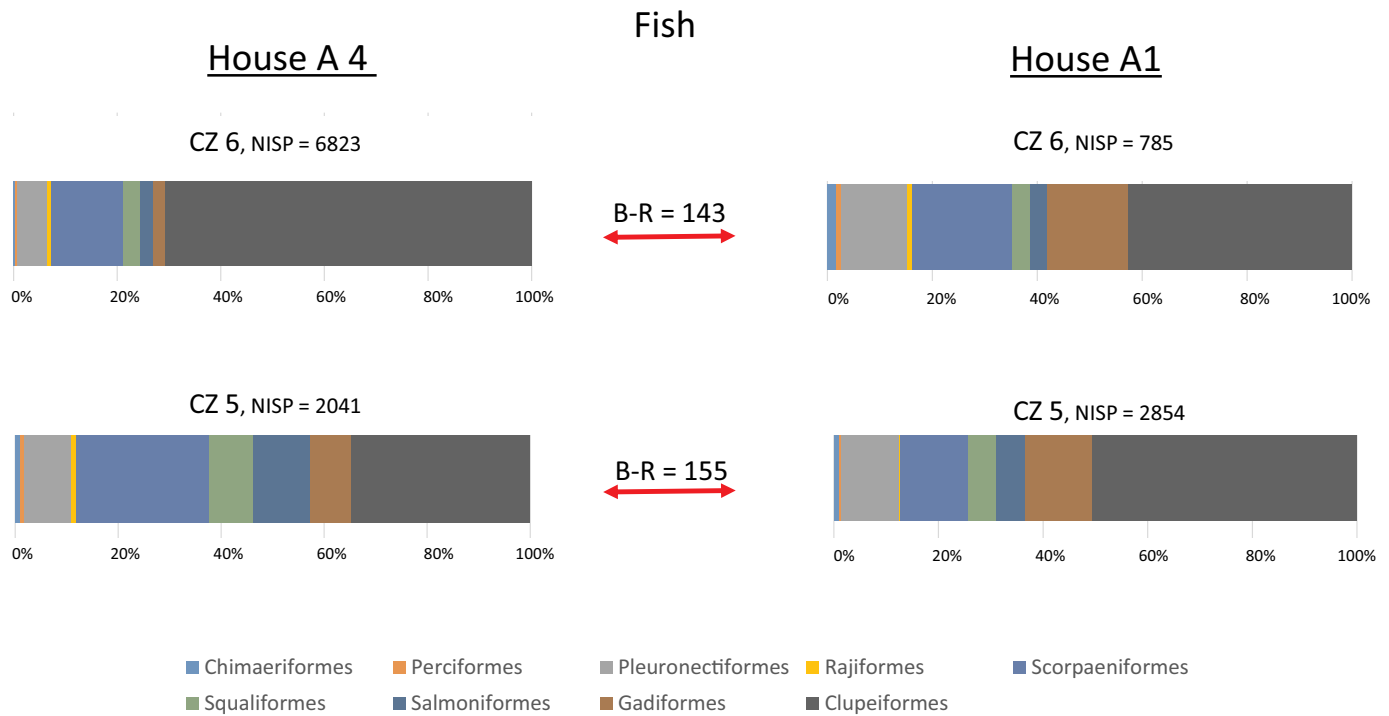 Fish
House A 4
House A1
CZ 6, NISP = 6823
CZ 6, NISP = 785
B-R = 143
0% 20% 40% 60% 80% 100%
0% 20% 40% 60% 80% 100%
CZ 5, NISP = 2041
CZ 5, NISP = 2854
B-R = 155
0% 20% 40% 60% 80% 100%
0% 20% 40% 60% 80% 100%
Chimaeriformes Perciformes Pleuronectiformes Rajiformes Scorpaeniformes
Squaliformes Salmoniformes Gadiformes Clupeiformes